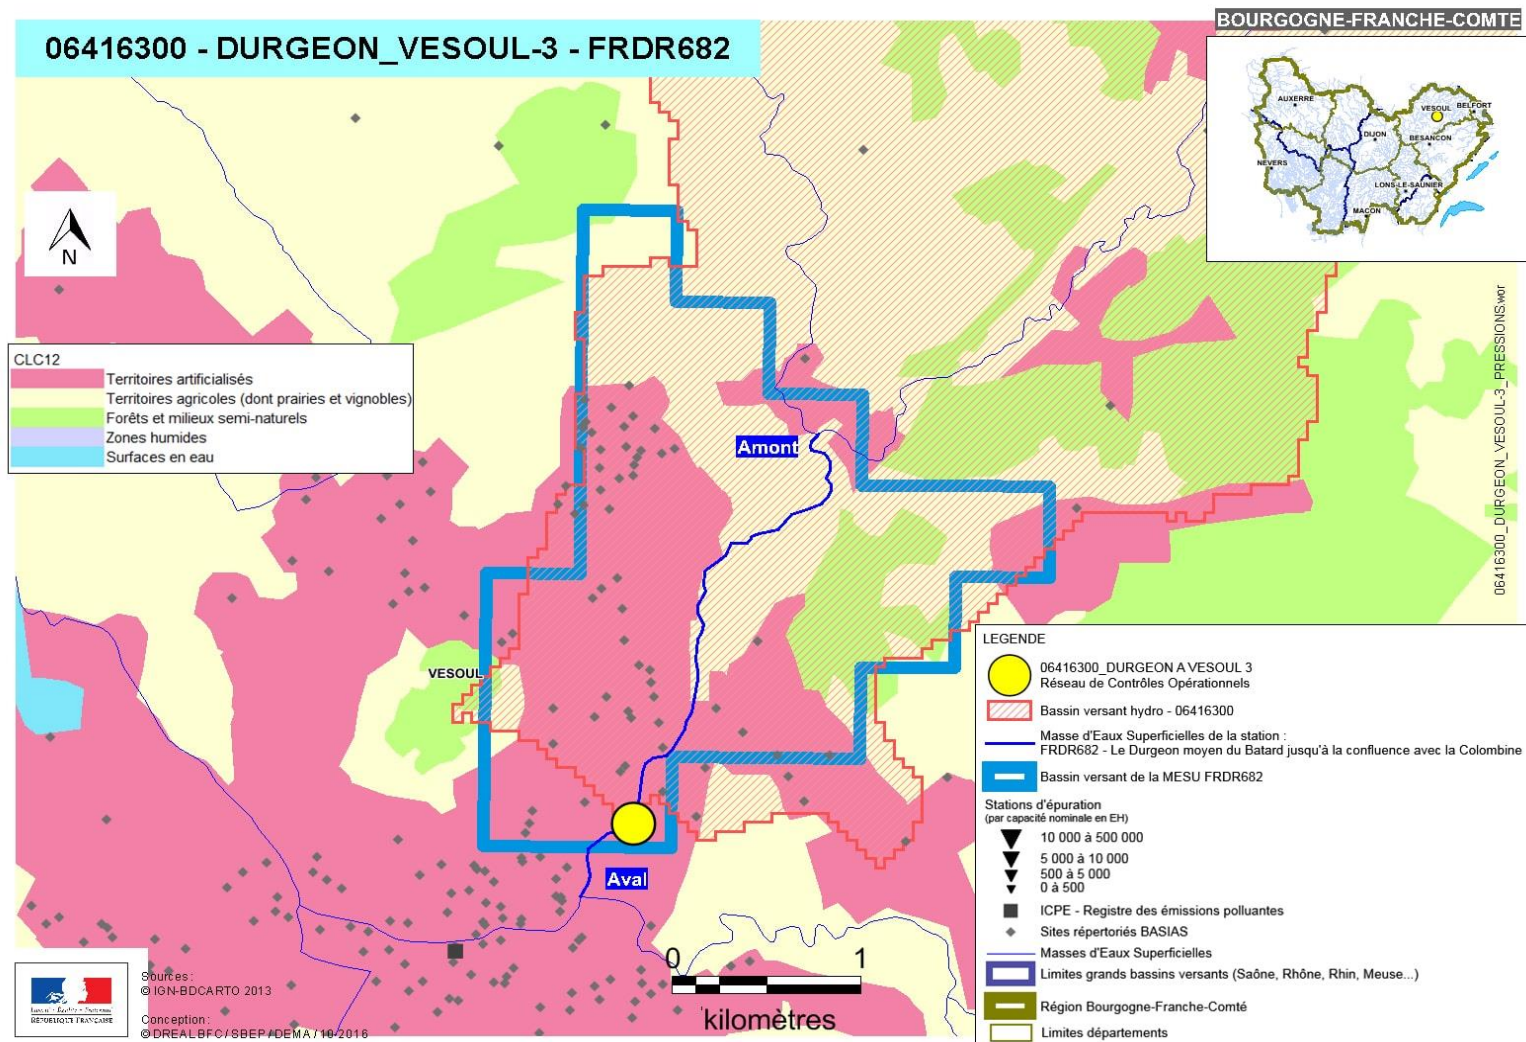 BOURGOGNE-FRANCHE-COMTE
06416300 - DURGEON_VESOUL-3 - FRDR682
AUXERRE
VESOUL
BELFORT
DIJON
BESANCON
NEVERS
LONS-LE-SAUNIER
MACON
N
06416300_DURGEON_VESOUL-3_PRESSIONS.wor
CLC12
Territoires artificialisés
Territoires agricoles (dont prairies et vignobles)
Forêts et milieux semi-naturels
Zones humides
Surfaces en eau
Amont
VESOUL
Aval
LEGENDE
06416300_DURGEON A VESOUL 3
Réseau de Contrôles Opérationnels
Bassin versant hydro - 06416300
Masse d'Eaux Superficielles de la station :
FRDR682 - Le Durgeon moyen du Batard jusqu'à la confluence avec la Colombine
Bassin versant de la MESU FRDR682
Stations d'épuration
(par capacité nominale en EH)
10 000 à 500 000
5 000 à 10 000
500 à 5 000
0 à 500
ICPE - Registre des émissions polluantes
Sites répertoriés BASIAS
Masses d'Eaux Superficielles
Limites grands bassins versants (Saône, Rhône, Rhin, Meuse...)
Région Bourgogne-Franche-Comté
Limites départements
0 1
kilomètres
Liberté • Égalité • Fraternité
RÉPUBLIQUE FRANÇAISE
Sources :
© IGN-BDCARTO 2013
Conception :
© DREAL BFC / SBEP / DEMA / 10-2016